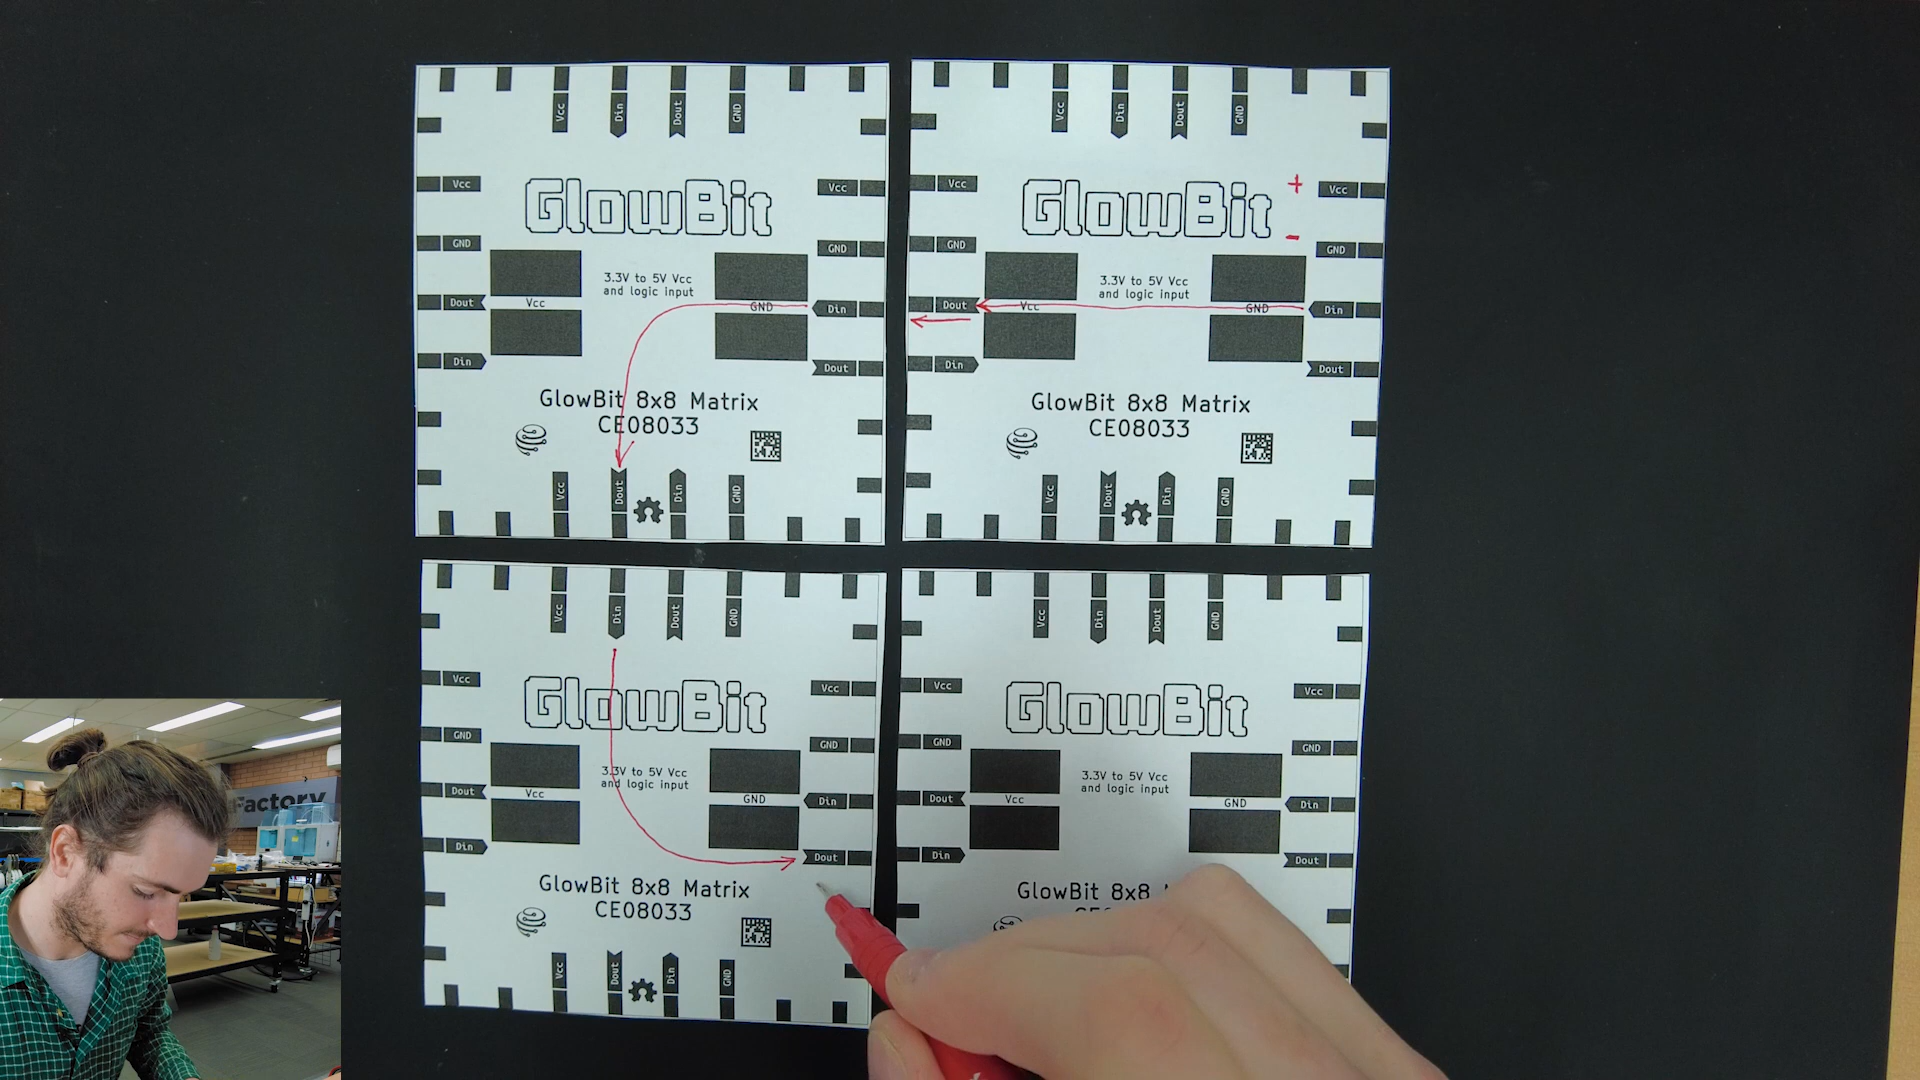 Vcc Din Dout GND
Vcc Vcc
GlowBit
GND GND
3.3V to 5V Vcc
and logic input
Dout Vcc GND Din
Din Dout
GlowBit 8x8 Matrix
CE08033
Vcc Dout Din GND
Vcc Din Dout GND
+
Vcc Vcc
GlowBit
-
GND GND
3.3V to 5V Vcc
and logic input
Dout Vcc GND Din
Din Dout
GlowBit 8x8 Matrix
CE08033
Vcc Dout Din GND
Vcc Din Dout GND
Vcc Vcc
GlowBit
GND GND
3.3V to 5V Vcc
and logic input
Dout Vcc GND Din
Din Dout
GlowBit 8x8 Matrix
CE08033
Vcc Dout Din GND
Vcc Din Dout GND
Vcc Vcc
GlowBit
GND GND
3.3V to 5V Vcc
and logic input
Dout Vcc GND Din
Din Dout
GlowBit 8x8
Factory